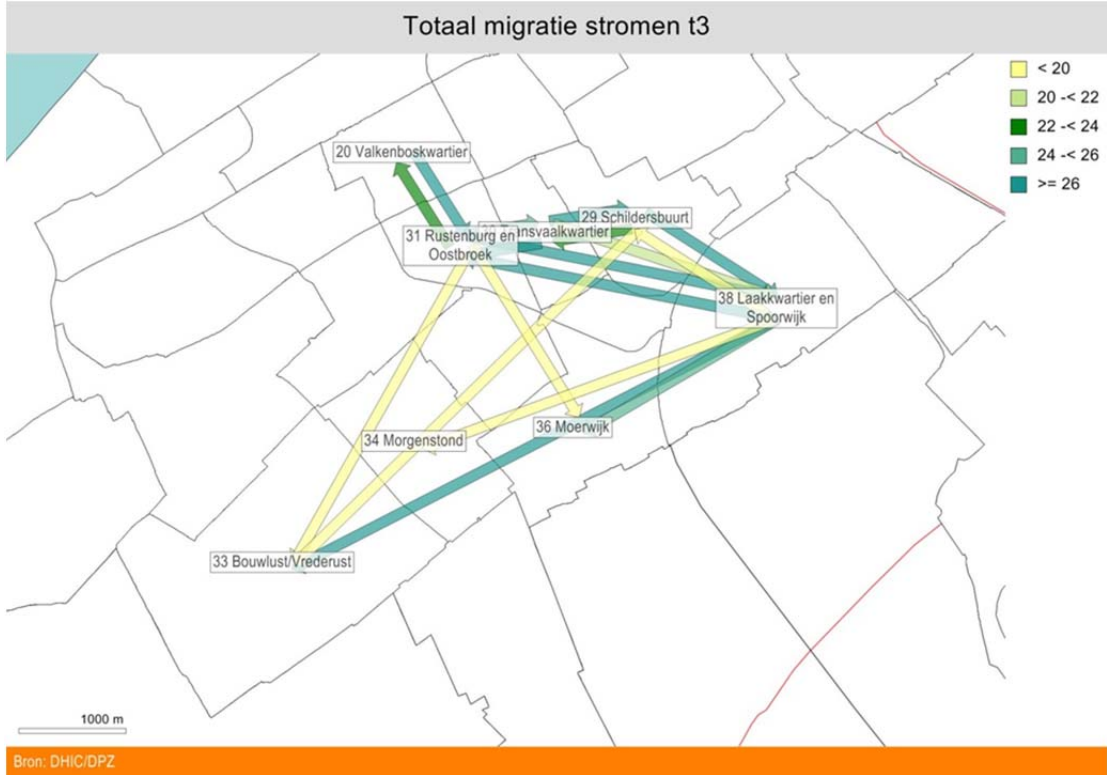 Totaal migratie stromen t3
< 20
20 -< 22
22 -< 24
24 -< 26
>= 26
20 Valkenboskwartier
29 Schildersbuurt
Transvaalkwartier
31 Rustenburg en
Oostbroek
38 Laakkwartier en
Spoorwijk
36 Moerwijk
34 Morgenstond
33 Bouwlust/Vrederust
1000 m
Bron: DHIC/DPZ